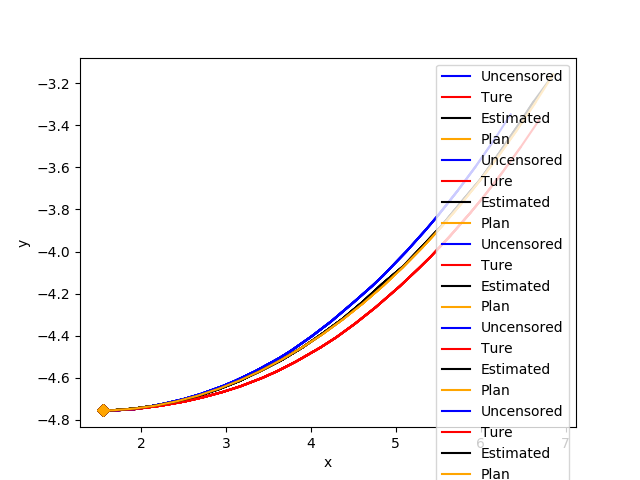 −3.2
−3.4
−3.6
−3.8
−4.0
−4.2
−4.4
−4.6
−4.8
y
2
3
4
5
6
7
x
Uncensored
Ture
Estimated
Plan
Uncensored
Ture
Estimated
Plan
Uncensored
Ture
Estimated
Plan
Uncensored
Ture
Estimated
Plan
Uncensored
Ture
Estimated
Plan